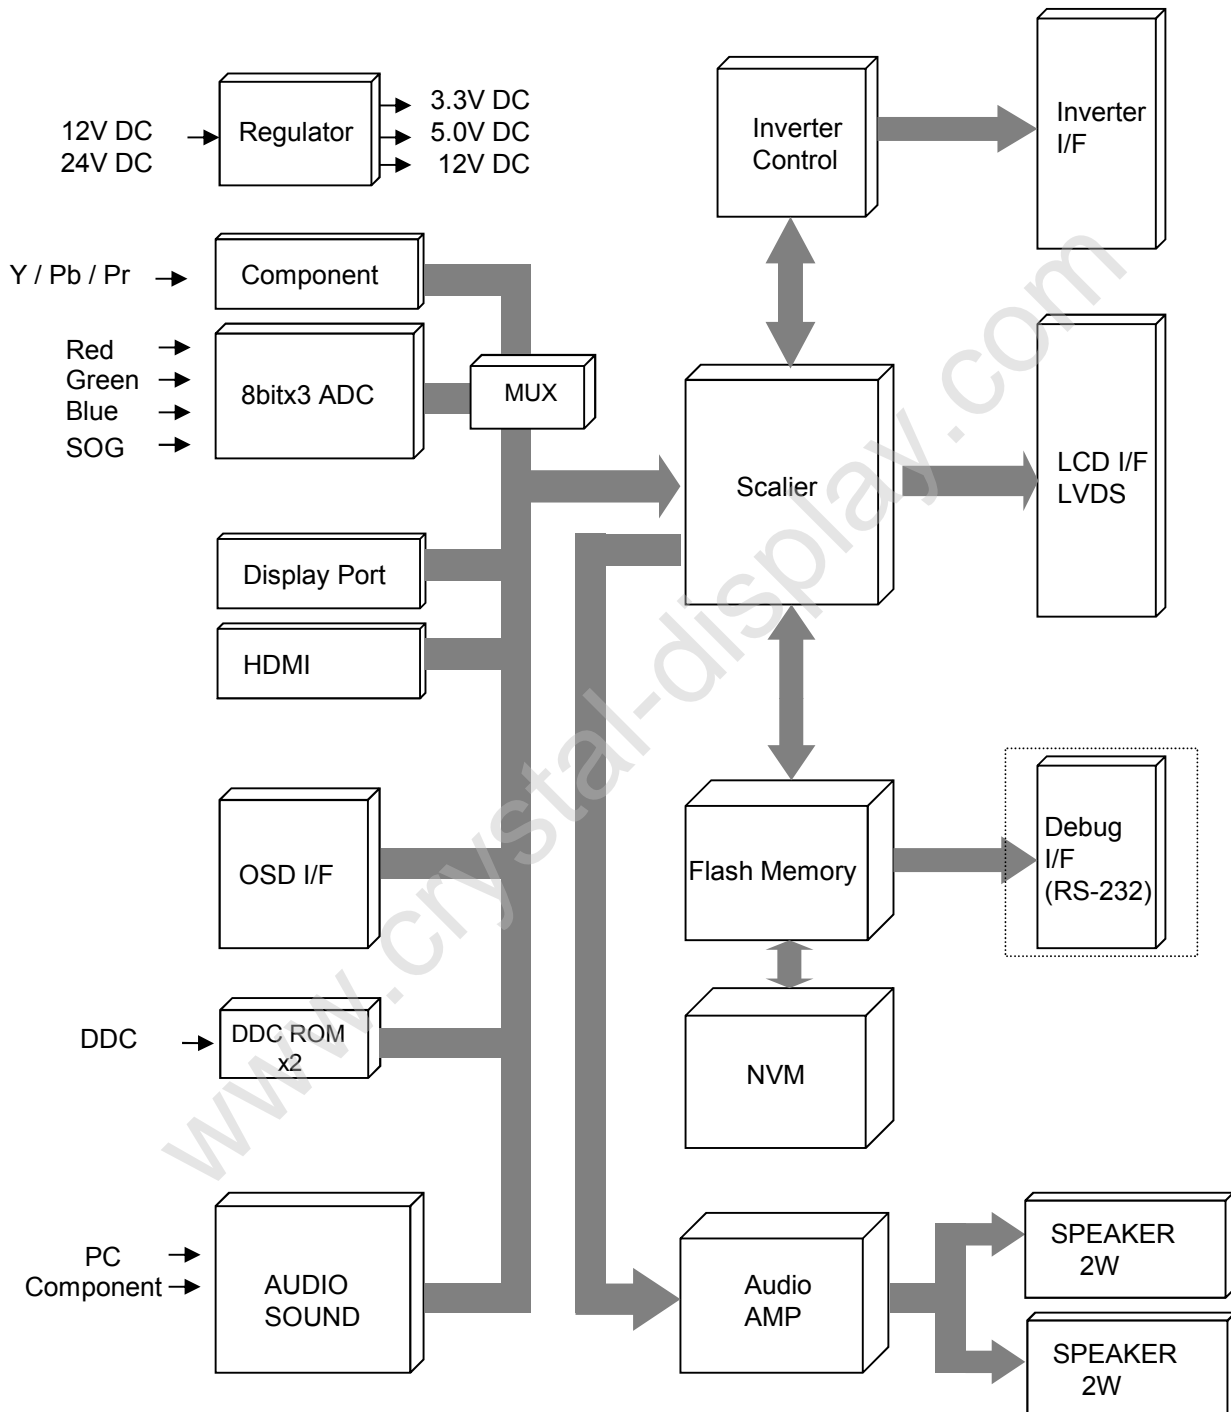 12V DC
24V DC
Regulator
3.3V DC
5.0V DC
12V DC
Inverter
Control
Inverter
I/F
Y / Pb / Pr
Component
Red
Green
Blue
SOG
8bitx3 ADC
MUX
Scalier
LCD I/F
LVDS
Display Port
HDMI
OSD I/F
Flash Memory
Debug
I/F
(RS-232)
DDC
DDC ROM
x2
NVM
PC
Component
AUDIO
SOUND
Audio
AMP
SPEAKER
2W
SPEAKER
2W
www.crystal-display.com